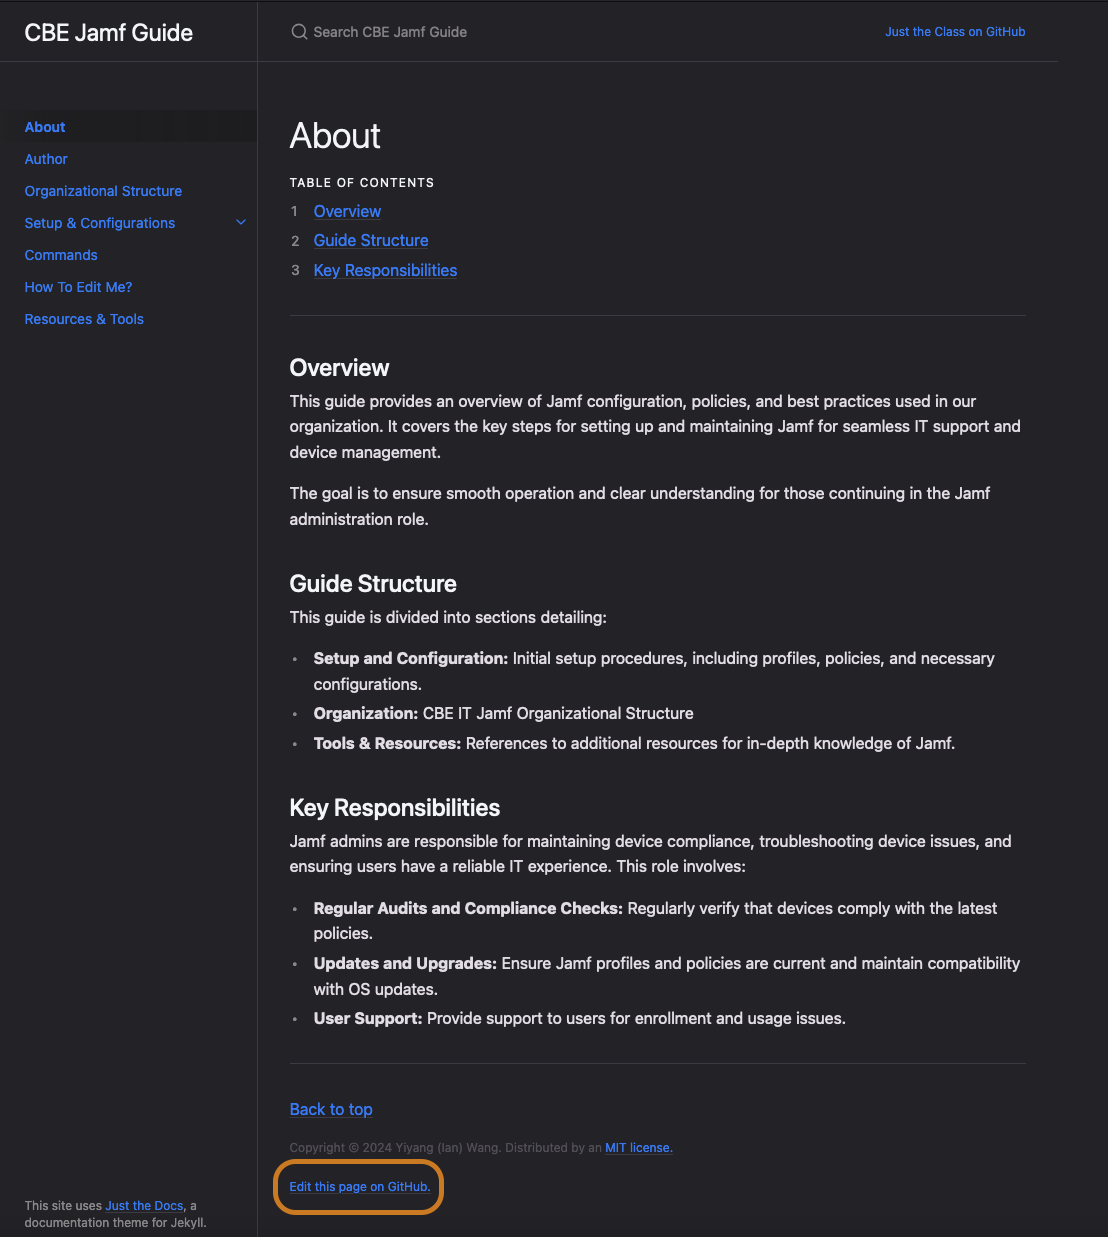 CBE Jamf Guide
Search CBE Jamf Guide
Just the Class on GitHub
About
Author
Organizational Structure
Setup & Configurations
Commands
How To Edit Me?
Resources & Tools
About
TABLE OF CONTENTS
1 Overview
2 Guide Structure
3 Key Responsibilities
Overview
This guide provides an overview of Jamf configuration, policies, and best practices used in our
organization. It covers the key steps for setting up and maintaining Jamf for seamless IT support and
device management.
The goal is to ensure smooth operation and clear understanding for those continuing in the Jamf
administration role.
Guide Structure
This guide is divided into sections detailing:
• Setup and Configuration: Initial setup procedures, including profiles, policies, and necessary
configurations.
• Organization: CBE IT Jamf Organizational Structure
• Tools & Resources: References to additional resources for in-depth knowledge of Jamf.
Key Responsibilities
Jamf admins are responsible for maintaining device compliance, troubleshooting device issues, and
ensuring users have a reliable IT experience. This role involves:
• Regular Audits and Compliance Checks: Regularly verify that devices comply with the latest
policies.
• Updates and Upgrades: Ensure Jamf profiles and policies are current and maintain compatibility
with OS updates.
• User Support: Provide support to users for enrollment and usage issues.
Back to top
Copyright © 2024 Yiyang (Ian) Wang. Distributed by an MIT license.
Edit this page on GitHub.
This site uses Just the Docs, a
documentation theme for Jekyll.